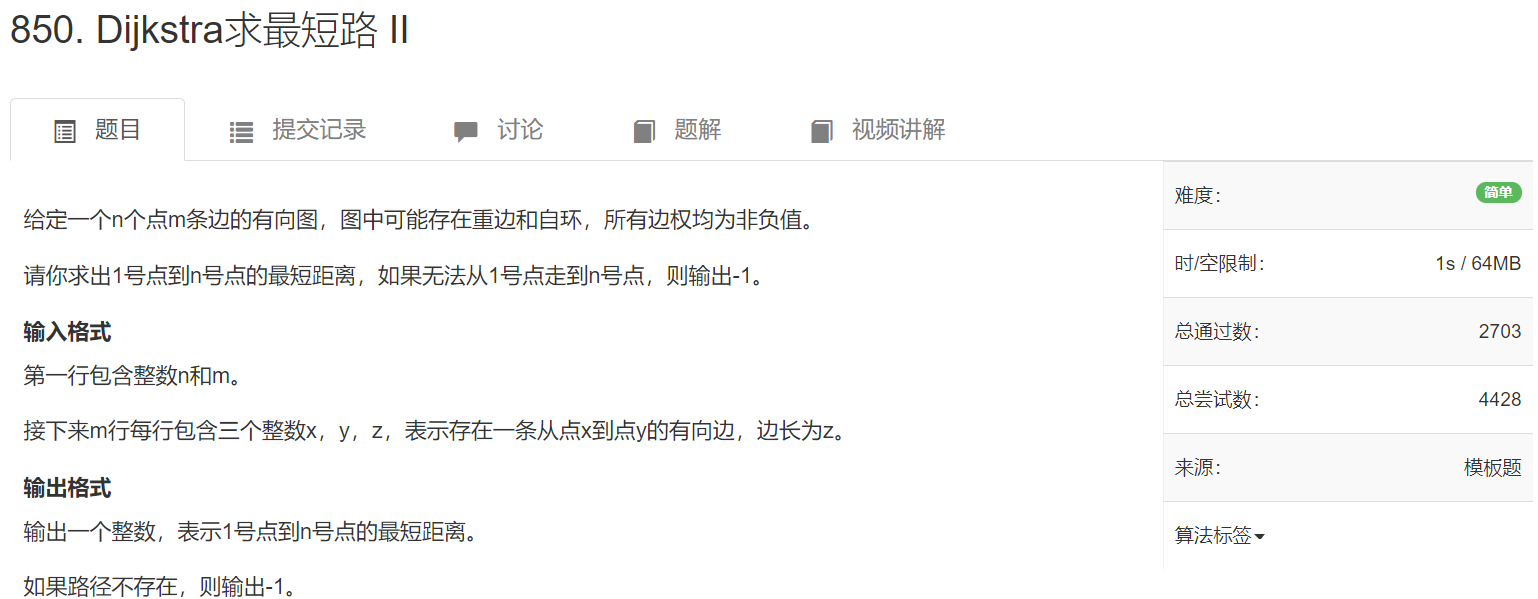 850. Dijkstra求最短路 II
题目 提交记录 讨论 题解 视频讲解
给定一个n个点m条边的有向图，图中可能存在重边和自环，所有边权均为非负值。
请你求出1号点到n号点的最短距离，如果无法从1号点走到n号点，则输出-1。
输入格式
第一行包含整数n和m。
接下来m行每行包含三个整数x，y，z，表示存在一条从点x到点y的有向边，边长为z。
输出格式
输出一个整数，表示1号点到n号点的最短距离。
如果路径不存在，则输出-1。
难度： 简单
时/空限制： 1s / 64MB
总通过数： 2703
总尝试数： 4428
来源： 模板题
算法标签